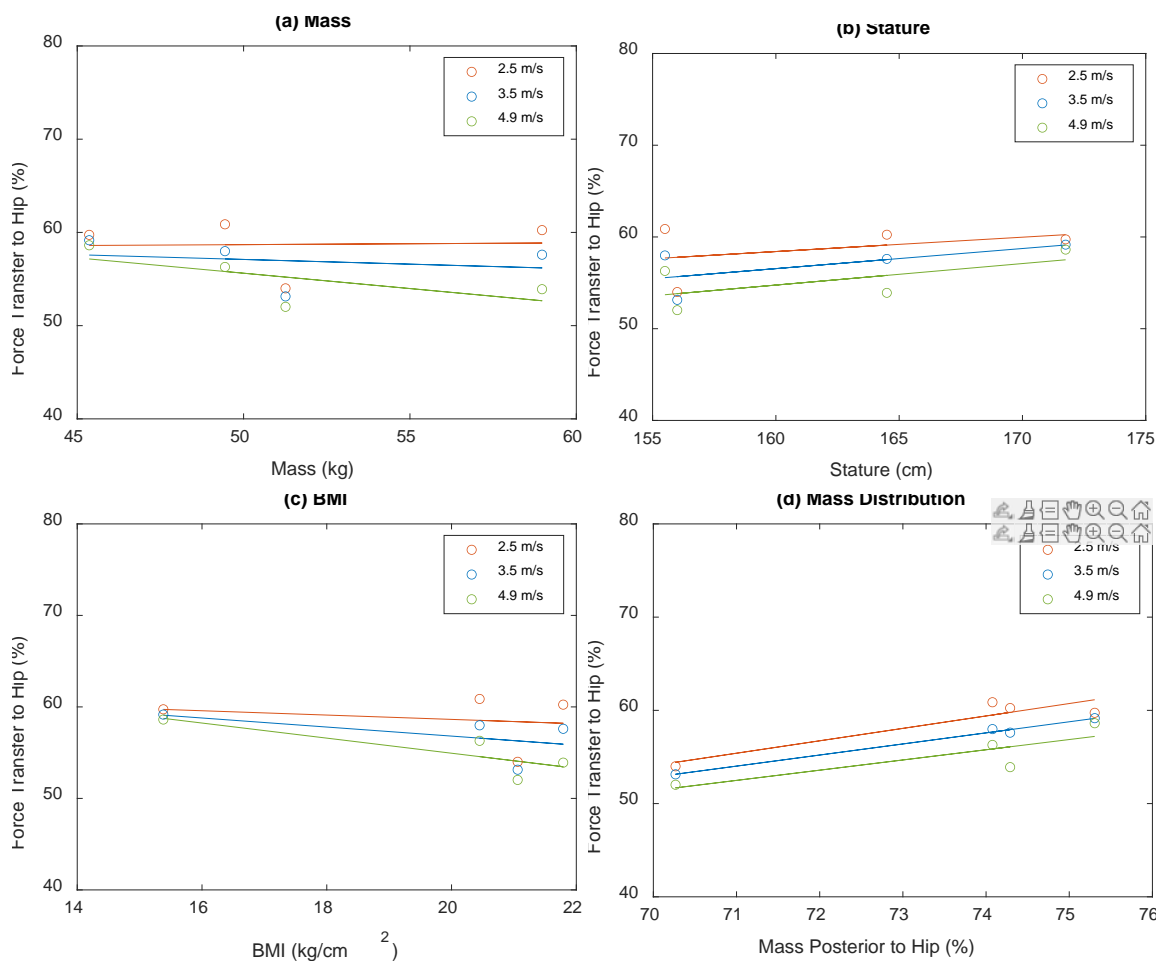 (a) Mass
80
70
60
50
40
45
50
55
60
Force Transfer to Hip (%)
Mass (kg)
2.5 m/s
3.5 m/s
4.9 m/s
(b) Stature
80
70
60
50
40
155
160
165
170
175
Force Transfer to Hip (%)
Stature (cm)
2.5 m/s
3.5 m/s
4.9 m/s
(c) BMI
80
70
60
50
40
14
16
18
20
22
Force Transfer to Hip (%)
BMI (kg/cm 2)
2.5 m/s
3.5 m/s
4.9 m/s
(d) Mass Distribution
80
70
60
50
40
70
71
72
73
74
75
76
Force Transfer to Hip (%)
Mass Posterior to Hip (%)
2.5 m/s
3.5 m/s
4.9 m/s